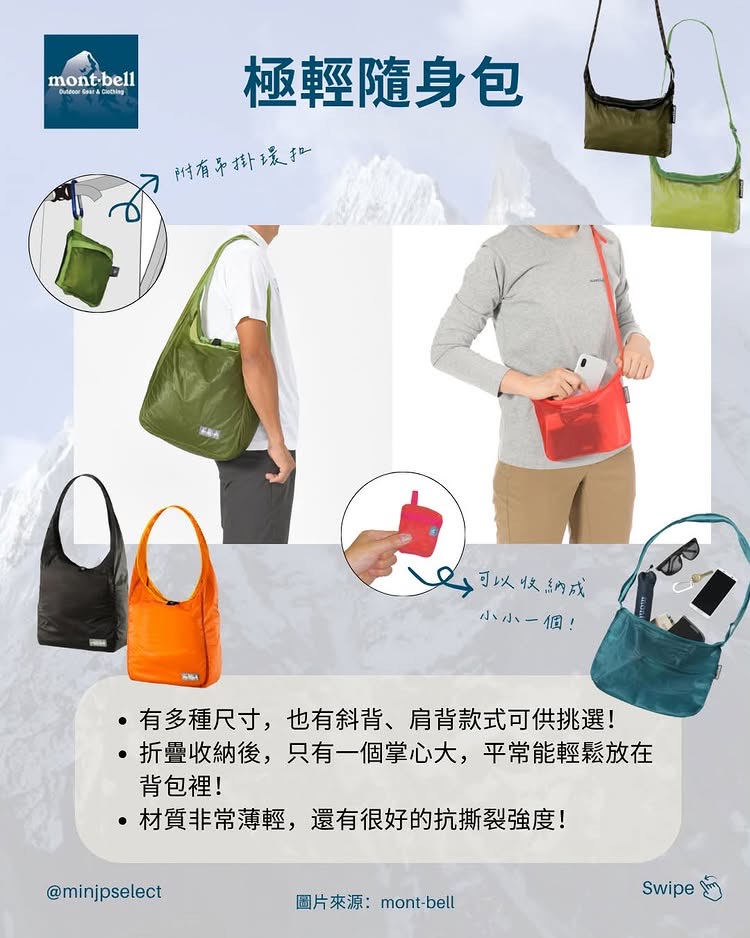 mont·bell
Outdoor Gear & Clothing
極輕隨身包
附有吊掛環扣
可以收納成
小小一個！
• 有多種尺寸，也有斜背、肩背款式可供挑選！
• 折疊收納後，只有一個掌心大，平常能輕鬆放在
背包裡！
• 材質非常薄輕，還有很好的抗撕裂強度！
@minjpselect
圖片來源：mont-bell
Swipe